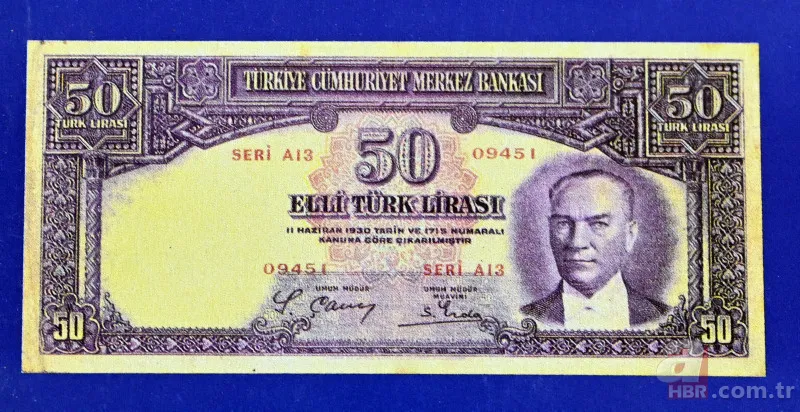 TÜRKİYE CÜMHURİYET MERKEZ BANKASI
50
TÜRK LİRASI
50
TÜRK LİRASI
SERİ A13
50
09451
ELLİ TÜRK LİRASI
11 HAZİRAN 1930 TARİH VE 1715 NUMARALI
KANUNA GÖRE ÇIKARILMIŞTIR
09451 SERİ A13
UMUM MÜDÜR
UMUM MÜDÜR
MUAVİNİ
50
50
aHBR.com.tr